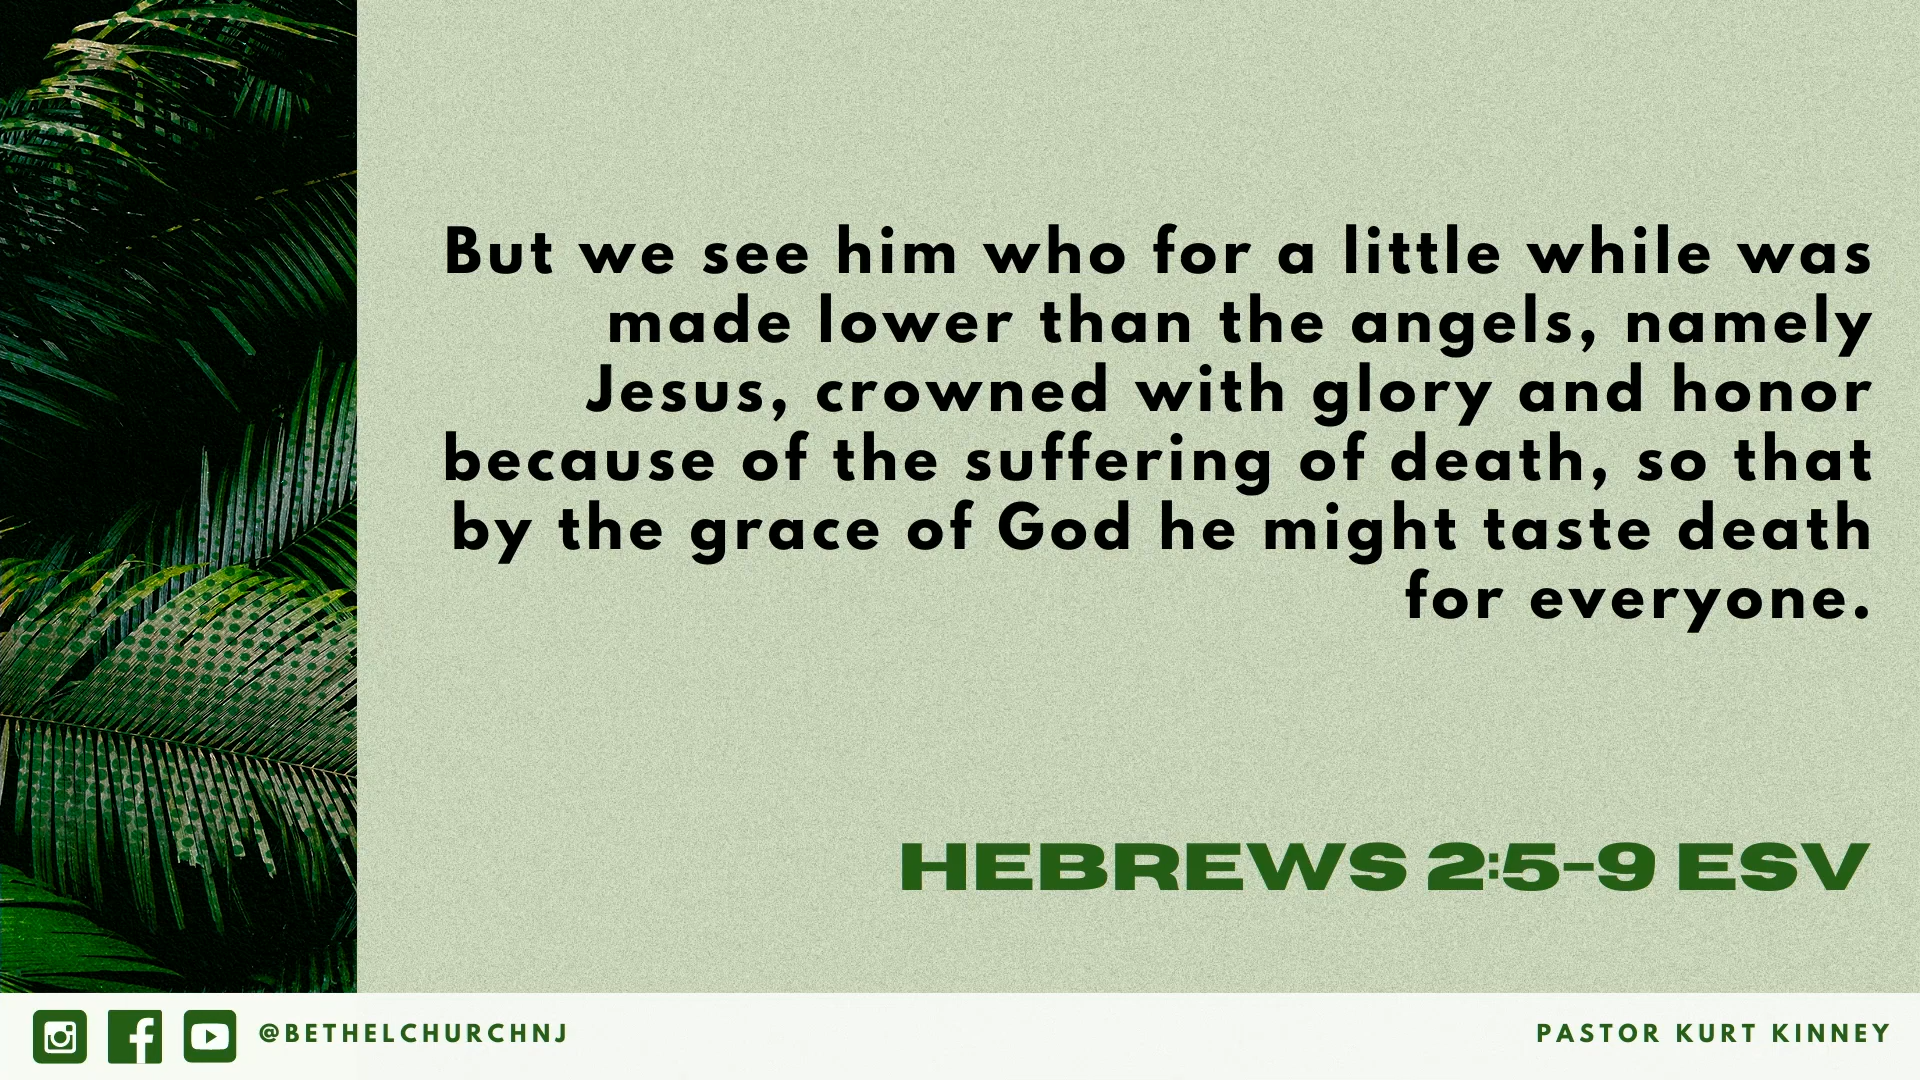 But we see him who for a little while was
made lower than the angels, namely
Jesus, crowned with glory and honor
because of the suffering of death, so that
by the grace of God he might taste death
for everyone.
HEBREWS 2:5-9 ESV
@BETHELCHURCHNJ
PASTOR KURT KINNEY